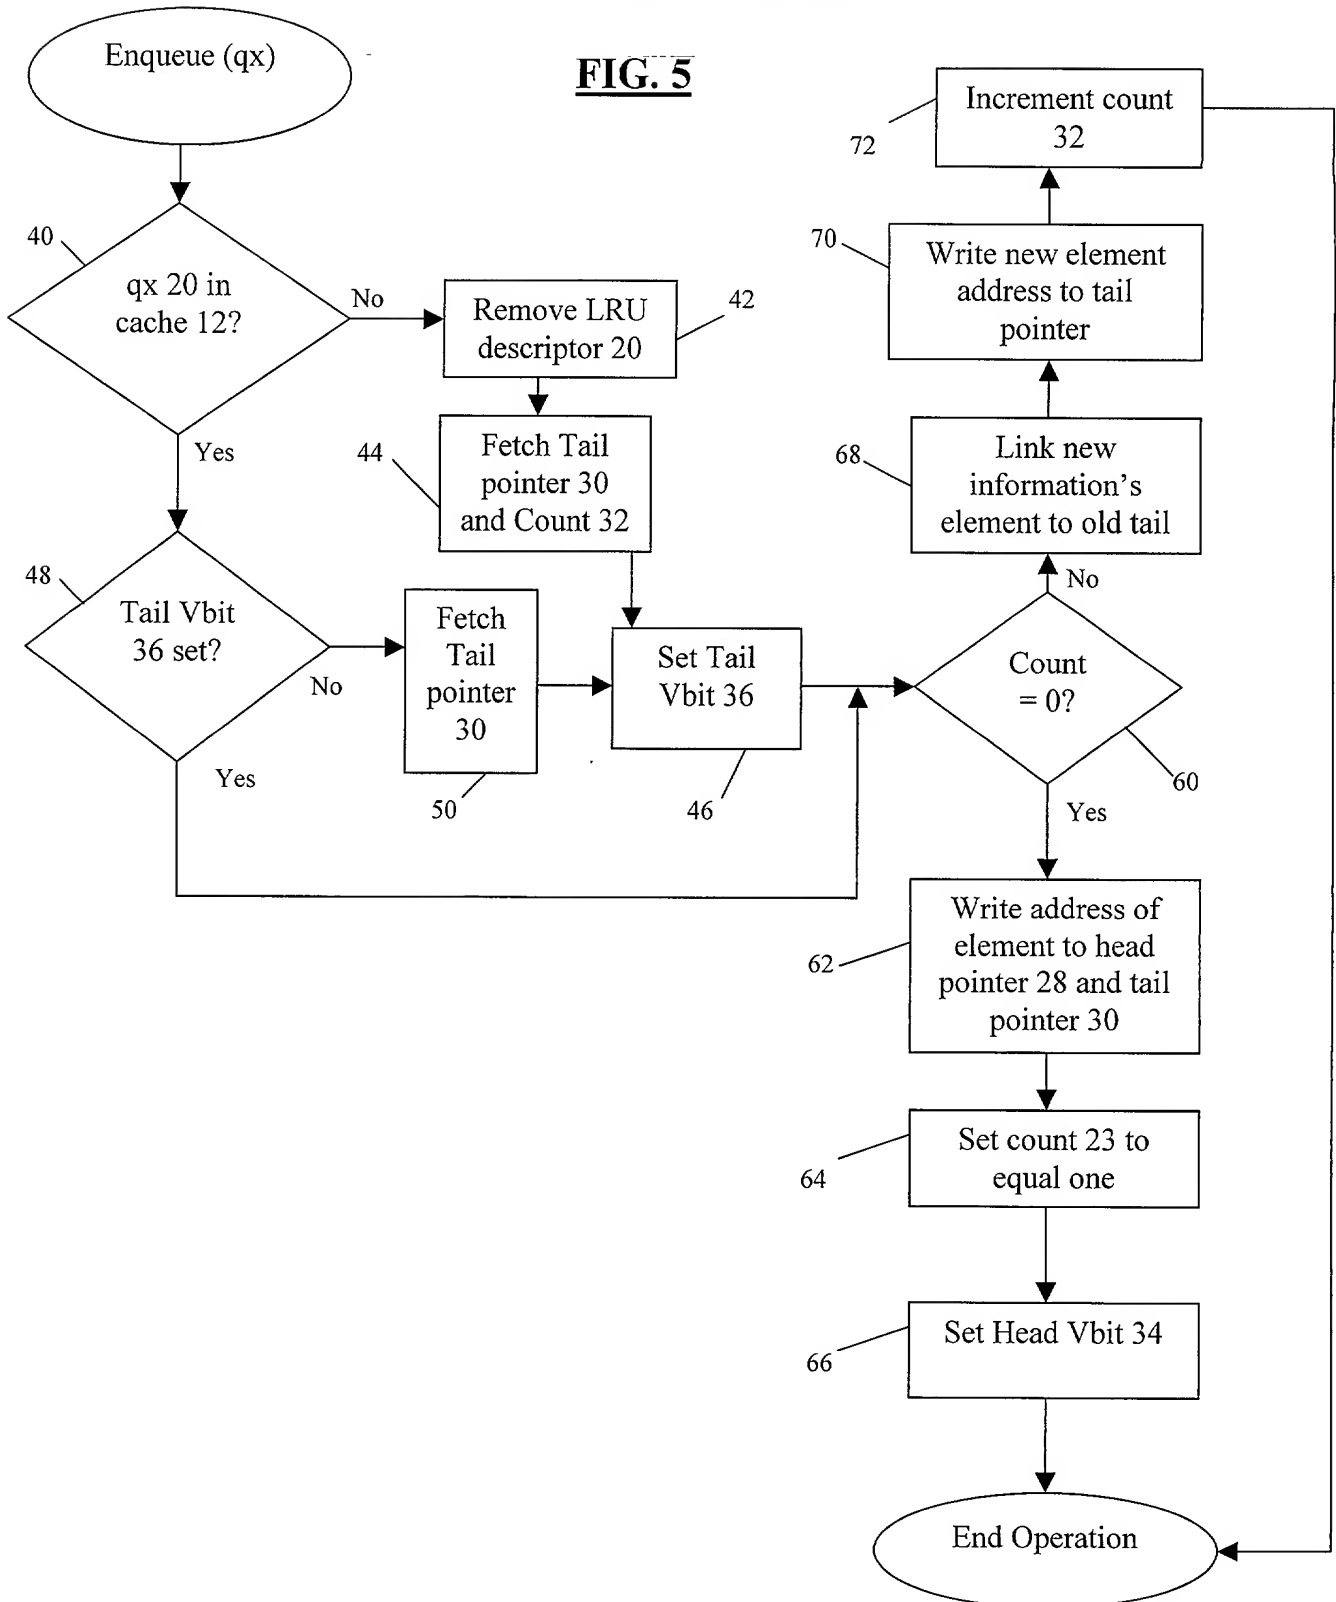 Enqueue (qx)
FIG. 5
40
qx 20 in
cache 12?
No
Yes
Remove LRU
descriptor 20
42
44
Fetch Tail
pointer 30
and Count 32
48
Tail Vbit
36 set?
No
Yes
Fetch
Tail
pointer
30
50
Set Tail
Vbit 36
46
Count
= 0?
60
No
Yes
68
Link new
information's
element to old tail
70
Write new element
address to tail
pointer
72
Increment count
32
62
Write address of
element to head
pointer 28 and tail
pointer 30
64
Set count 23 to
equal one
66
Set Head Vbit 34
End Operation